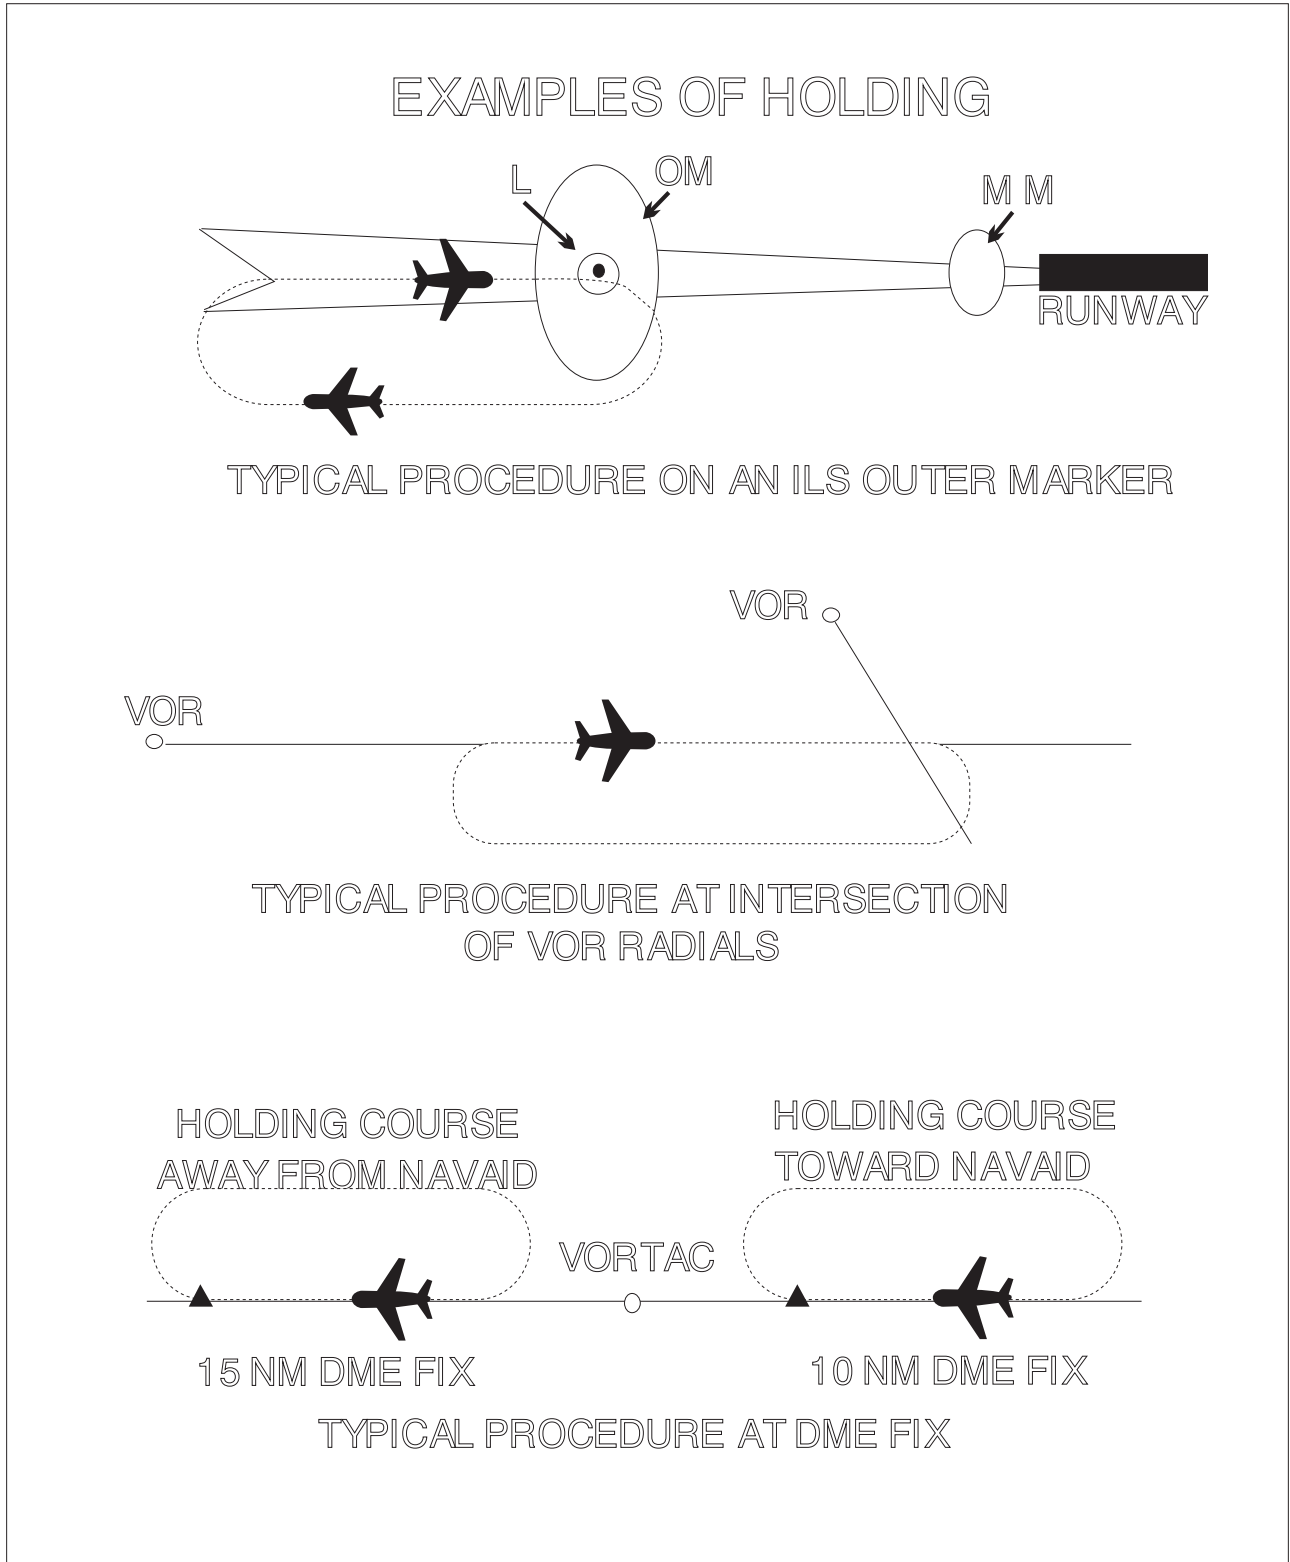 EXAMPLES OF HOLDING
L
OM
M M
RUNWAY
TYPICAL PROCEDURE ON AN ILS OUTER MARKER
VOR
VOR
TYPICAL PROCEDURE AT INTERSECTION
OF VOR RADIALS
HOLDING COURSE
AWAY FROM NAVAID
HOLDING COURSE
TOWARD NAVAID
VORTAC
15 NM DME FIX
10 NM DME FIX
TYPICAL PROCEDURE AT DME FIX